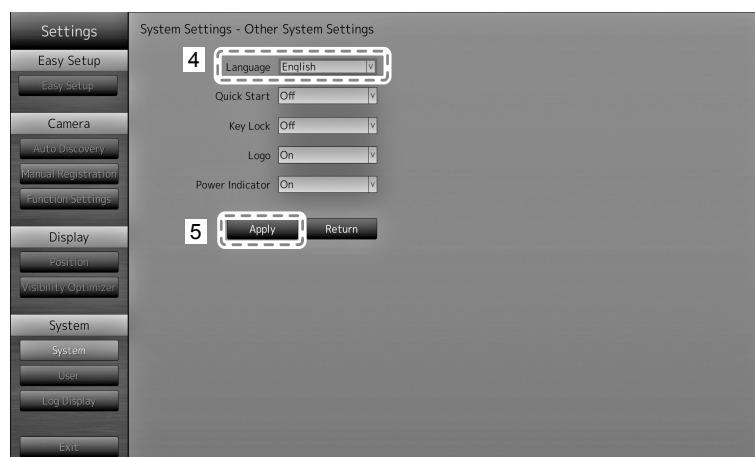 Settings
Easy Setup
Easy Setup
Camera
Auto Discovery
Manual Registration
Function Settings
Display
Position
Visibility Optimizer
System
System
User
Log Display
Exit
System Settings - Other System Settings
4 Language English
Quick Start Off
Key Lock Off
Logo On
Power Indicator On
5 Apply Return